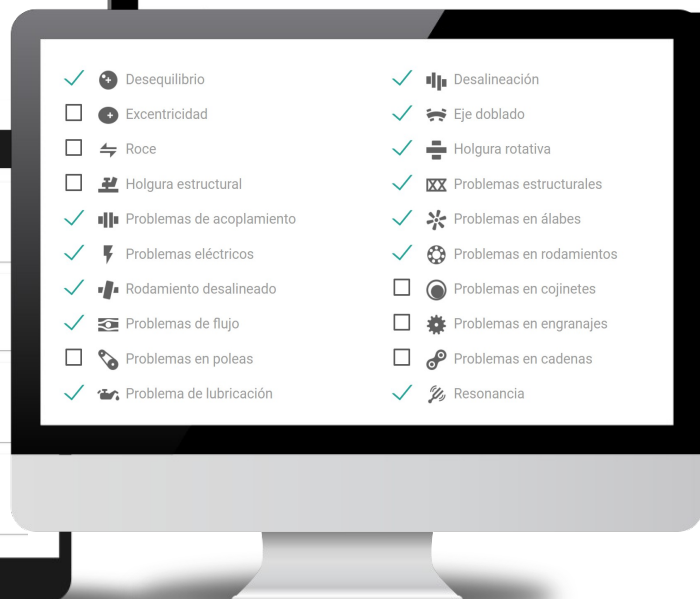 Desequilibrio
Excentricidad
Roce
Holgura estructural
Problemas de acoplamiento
Problemas eléctricos
Rodamiento desalineado
Problemas de flujo
Problemas en poleas
Problema de lubricación
Desalineación
Eje doblado
Holgura rotativa
Problemas estructurales
Problemas en álabes
Problemas en rodamientos
Problemas en cojinetes
Problemas en engranajes
Problemas en cadenas
Resonancia